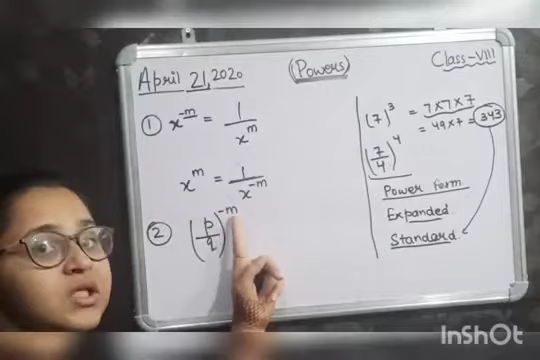 April 21, 2020
(Powers)
Class-VIII
① x^-m = 1/x^m
x^m = 1/x^-m
② (p/q)^-m
(7)^3 = 7×7×7
= 49×7 = 343
(7/4)^4
Power form
Expanded
Standard
InShOt